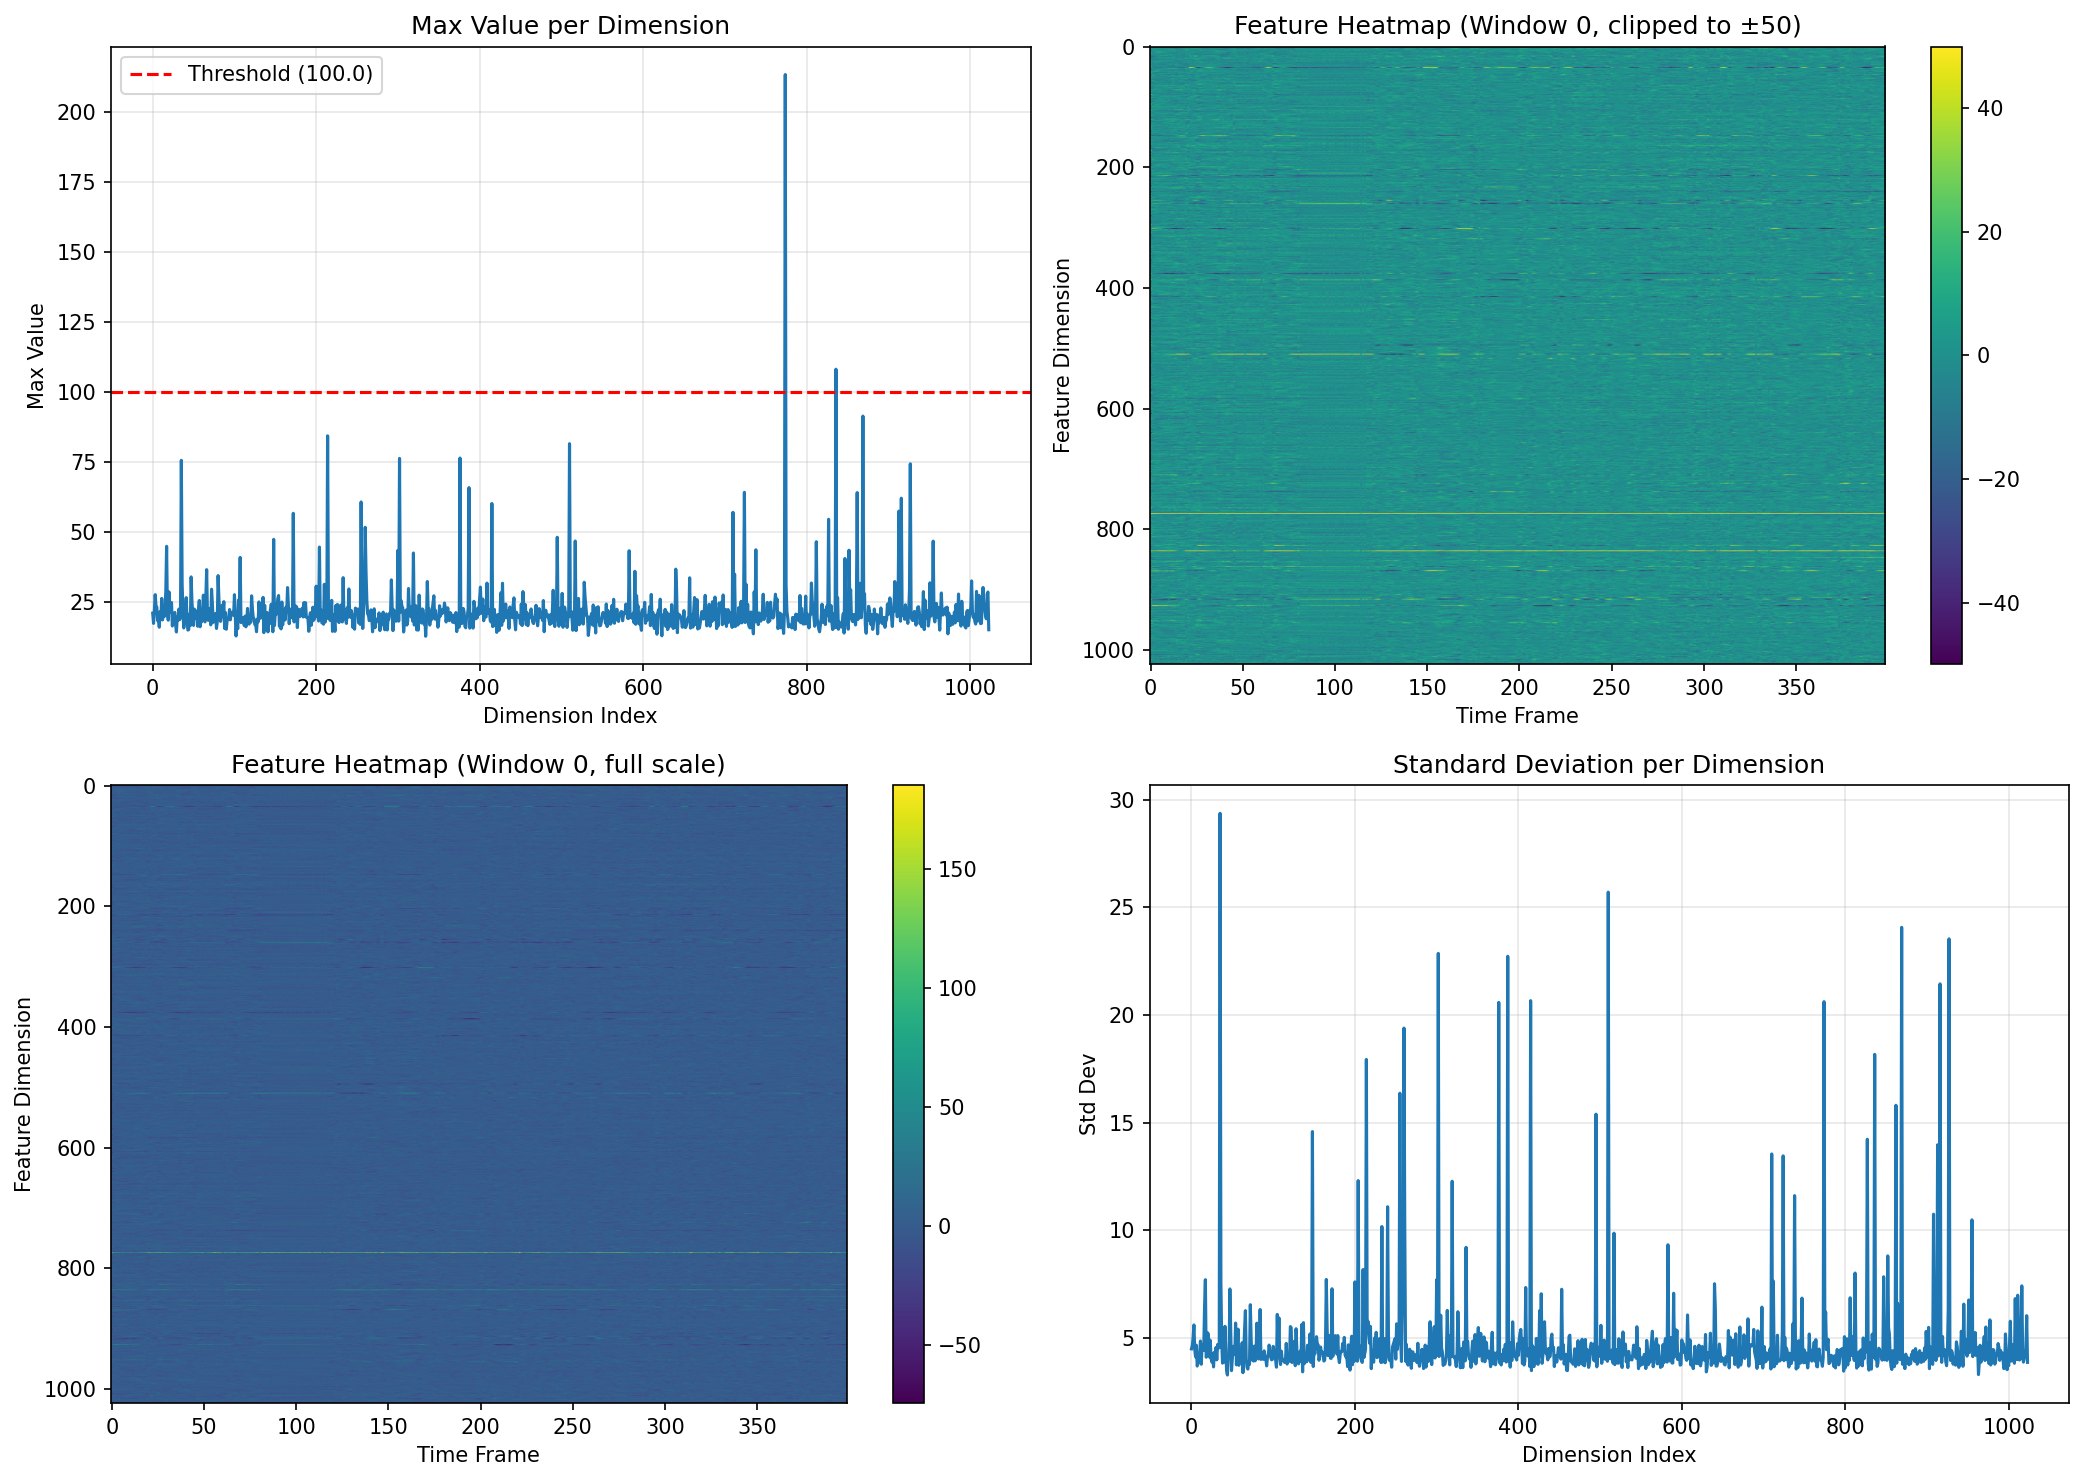 Max Value per Dimension
Threshold (100.0)
200
175
150
125
100
75
50
25
Max Value
0 200 400 600 800 1000
Dimension Index
Feature Heatmap (Window 0, clipped to ±50)
0
200
400
600
800
1000
Feature Dimension
0 50 100 150 200 250 300 350
Time Frame
40
20
0
−20
−40
Feature Heatmap (Window 0, full scale)
0
200
400
600
800
1000
Feature Dimension
0 50 100 150 200 250 300 350
Time Frame
150
100
50
0
−50
Standard Deviation per Dimension
30
25
20
15
10
5
Std Dev
0 200 400 600 800 1000
Dimension Index